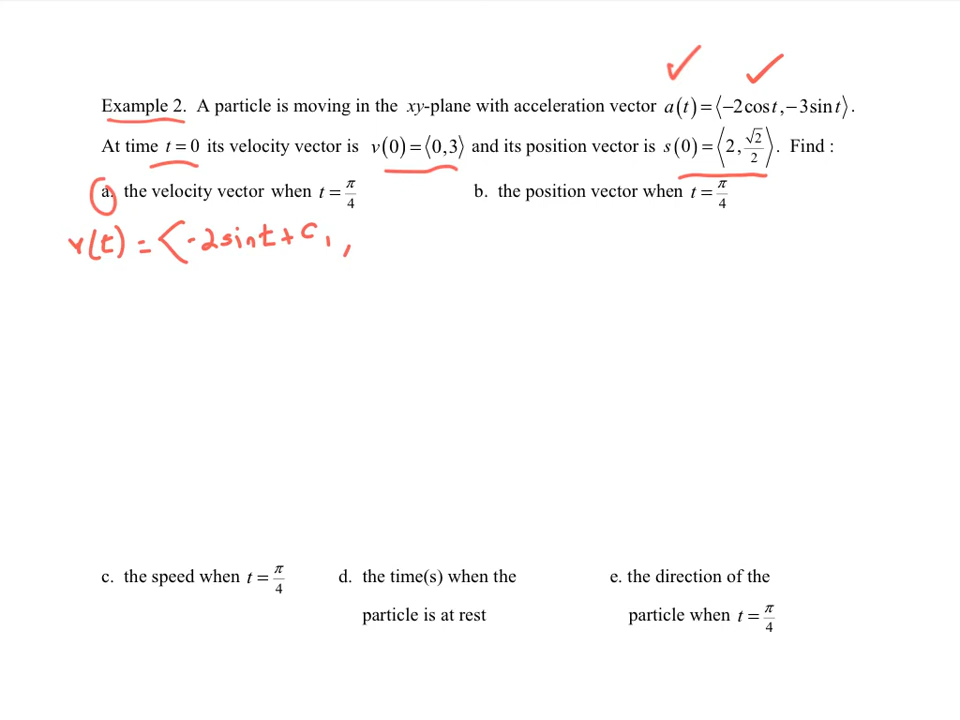 Example 2. A particle is moving in the xy-plane with acceleration vector a(t)=⟨−2cos t, −3sin t⟩.
At time t = 0 its velocity vector is v(0)=⟨0,3⟩ and its position vector is s(0)=⟨2, √2/2⟩. Find :
a. the velocity vector when t = π/4
b. the position vector when t = π/4
v(t) = ⟨-2sint + C₁,
c. the speed when t = π/4
d. the time(s) when the
particle is at rest
e. the direction of the
particle when t = π/4